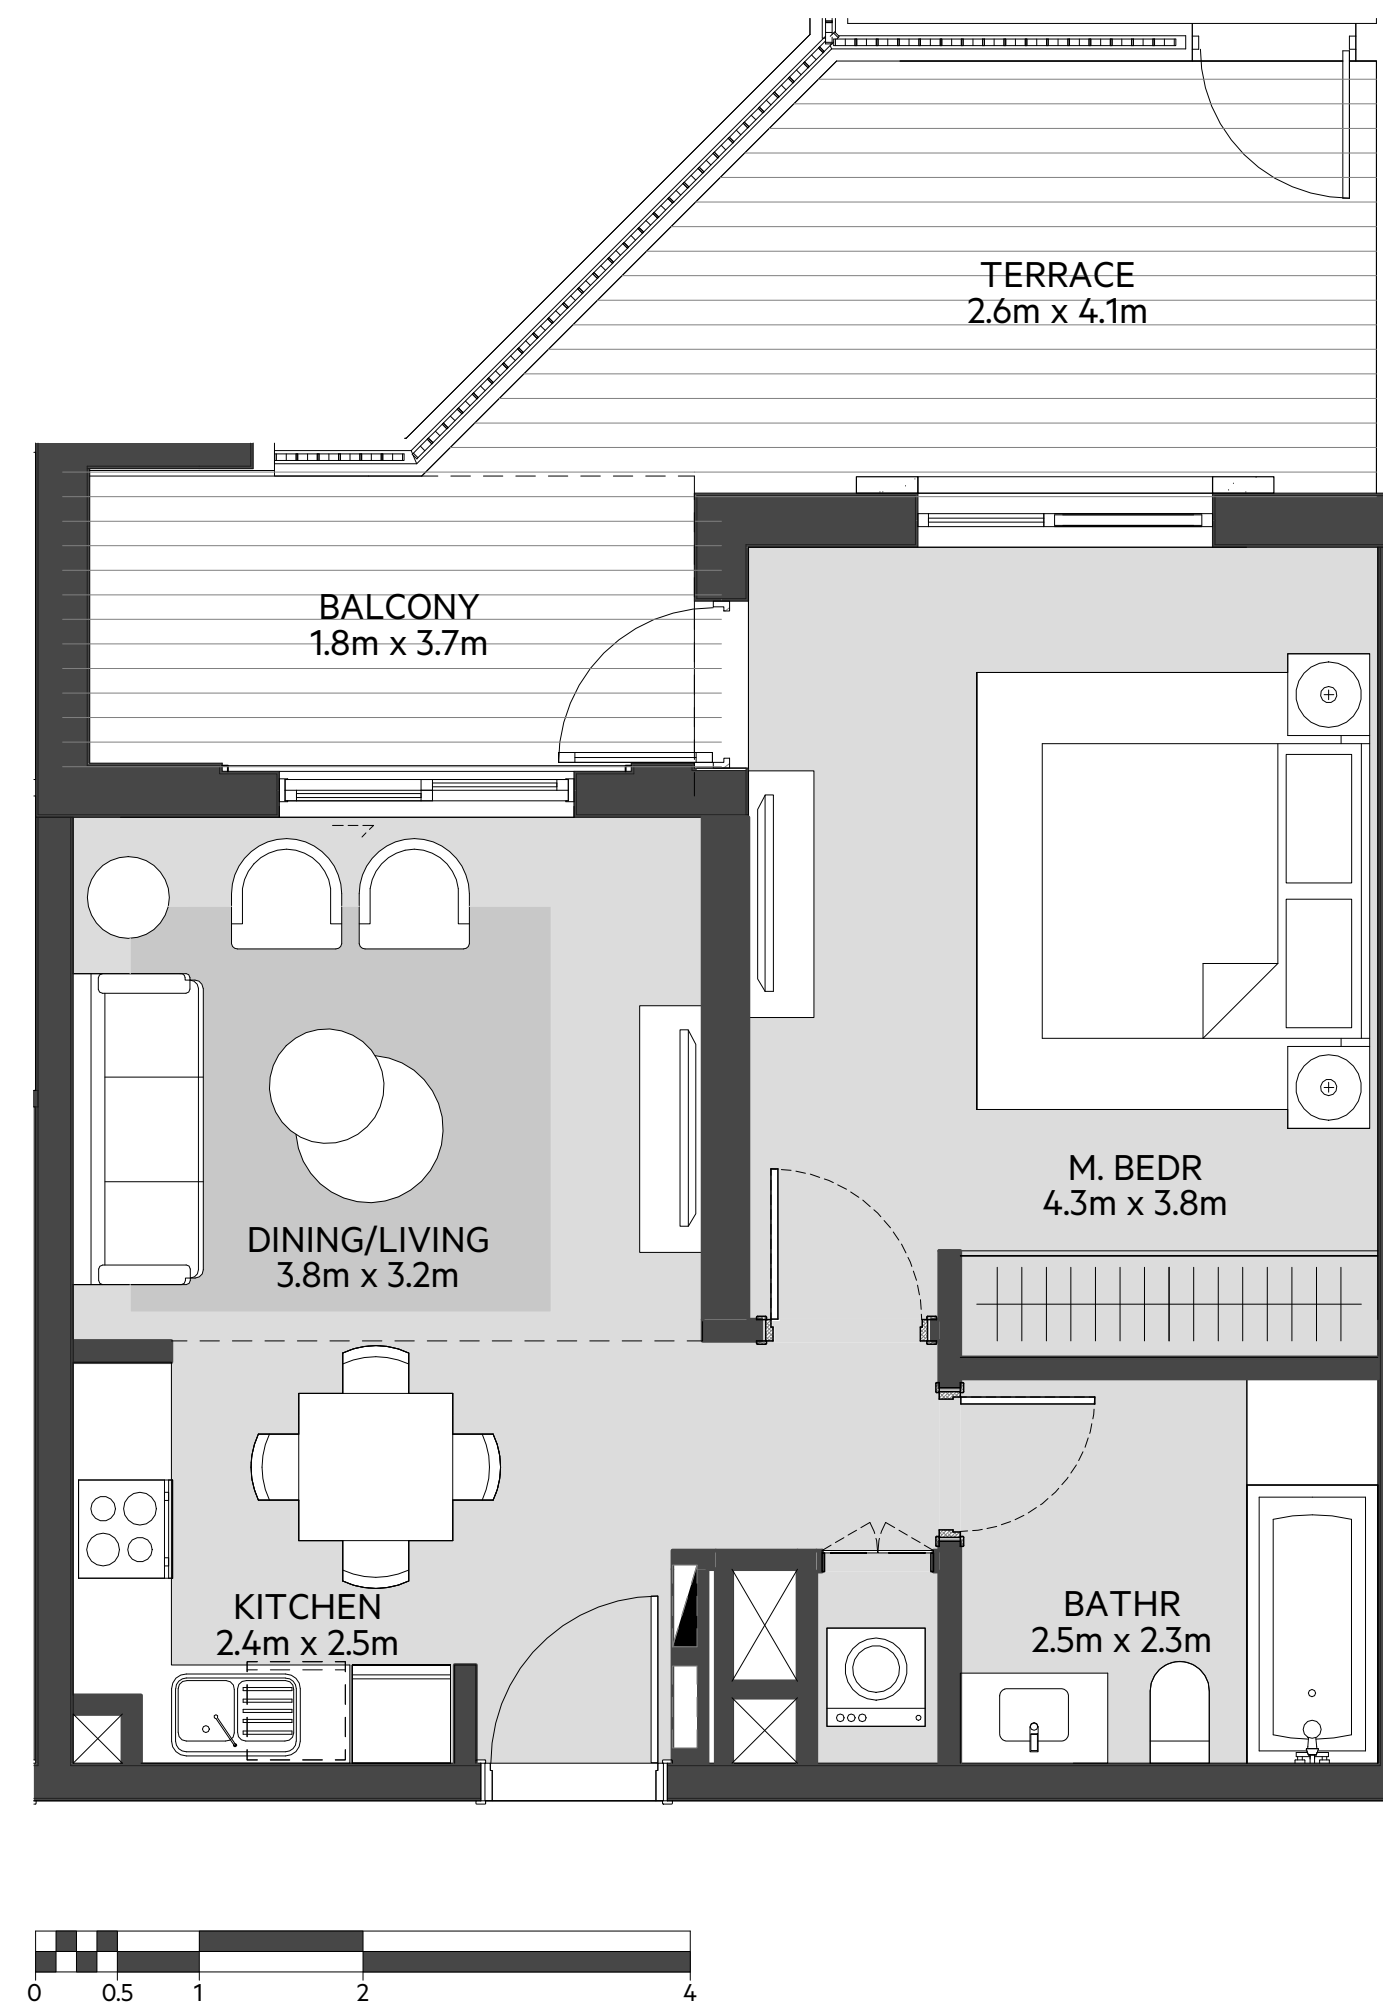 TERRACE
2.6m x 4.1m
BALCONY
1.8m x 3.7m
M. BEDR
4.3m x 3.8m
DINING/LIVING
3.8m x 3.2m
KITCHEN
2.4m x 2.5m
BATHR
2.5m x 2.3m
0 0.5 1 2 4